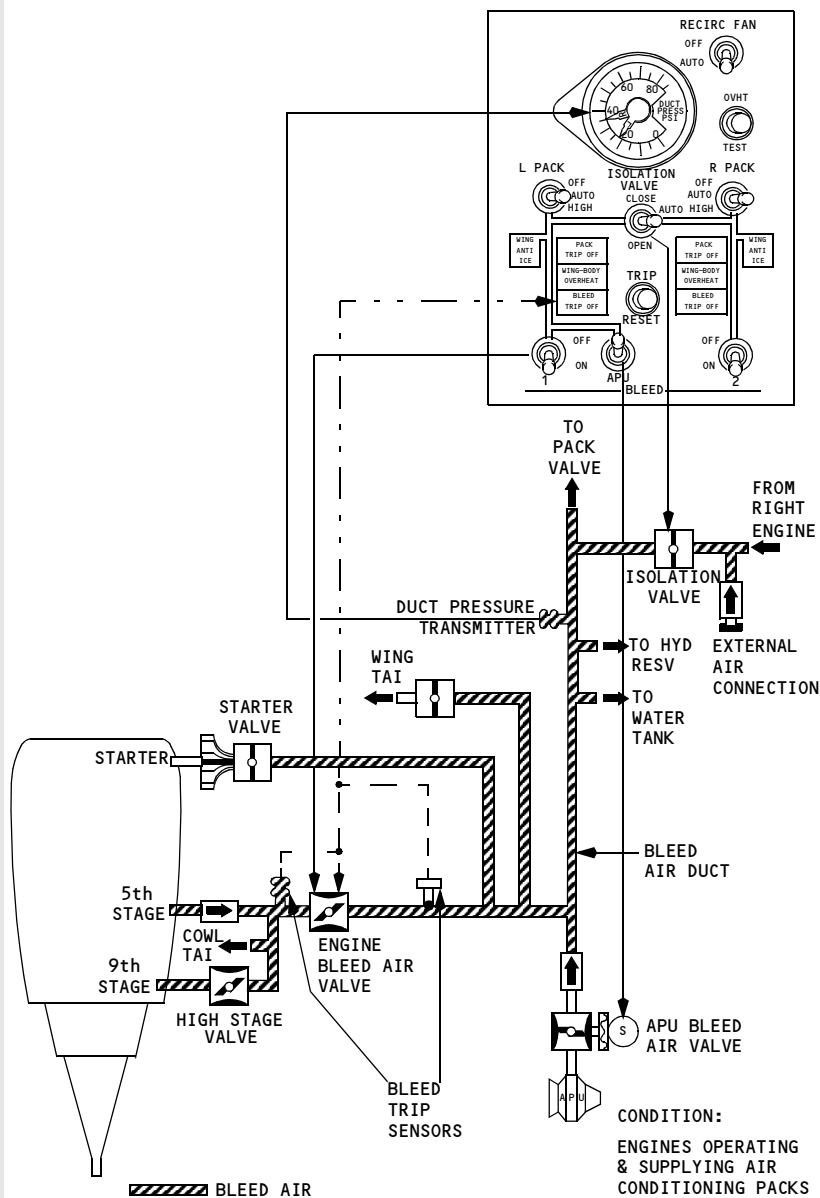 RECIRC FAN
OFF
AUTO
60
80
40
20
0
DUCT
PRESS
PSI
OVHT
TEST
L PACK
OFF
AUTO
HIGH
ISOLATION
VALVE
CLOSE
AUTO
OPEN
R PACK
OFF
AUTO
HIGH
WING
ANTI
ICE
PACK
TRIP OFF
WING-BODY
OVERHEAT
BLEED
TRIP OFF
TRIP
RESET
PACK
TRIP OFF
WING-BODY
OVERHEAT
BLEED
TRIP OFF
WING
ANTI
ICE
OFF
ON
1
APU
OFF
ON
2
BLEED
TO
PACK
VALVE
FROM
RIGHT
ENGINE
ISOLATION
VALVE
DUCT PRESSURE
TRANSMITTER
TO HYD
RESV
EXTERNAL
AIR
CONNECTION
WING
TAI
TO
WATER
TANK
STARTER
VALVE
STARTER
BLEED
AIR DUCT
5th
STAGE
COWL
TAI
ENGINE
BLEED AIR
VALVE
9th
STAGE
HIGH STAGE
VALVE
S
APU BLEED
AIR VALVE
BLEED
TRIP
SENSORS
APU
CONDITION:
ENGINES OPERATING
& SUPPLYING AIR
CONDITIONING PACKS
BLEED AIR